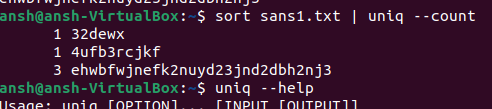 ansh@ansh-VirtualBox:~$ sort sans1.txt | uniq --count
1 32dewx
1 4ufb3rcjkf
3 ehwbfwjnefk2nuyd23jnd2dbh2nj3
ansh@ansh-VirtualBox:~$ uniq --help
Usage: uniq [OPTION]... [INPUT [OUTPUT]]